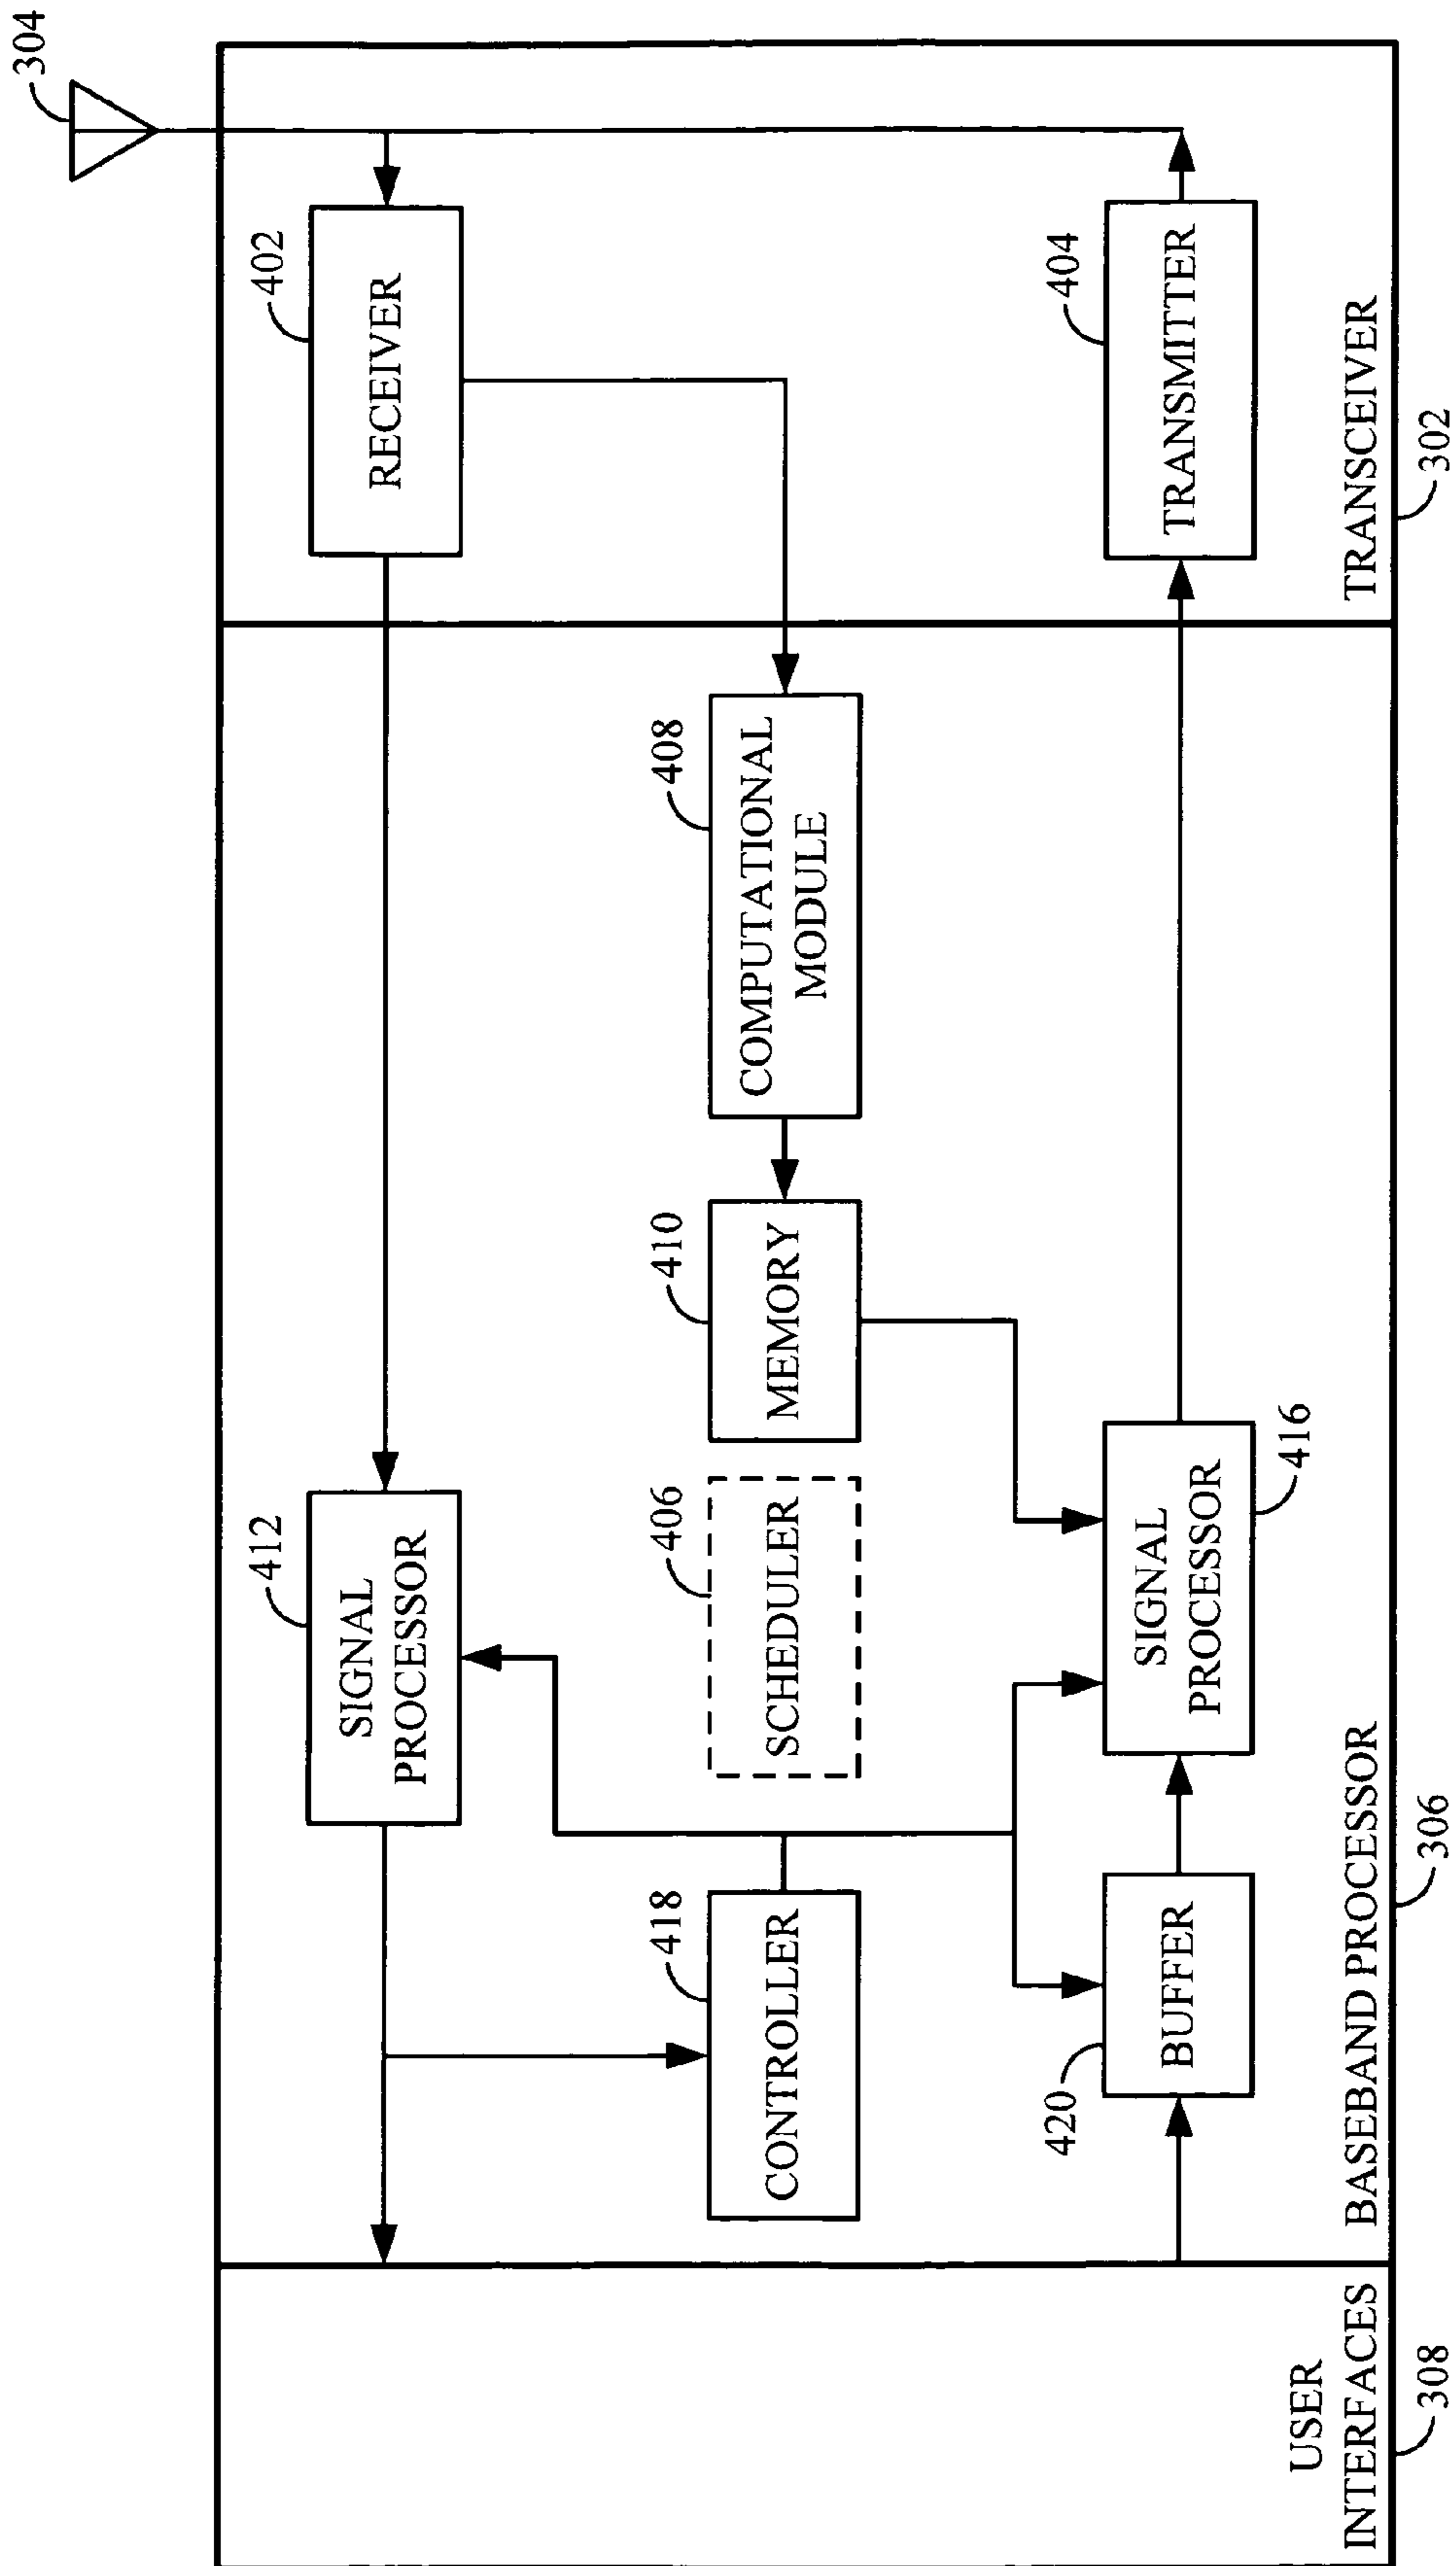 304
402
RECEIVER
404
TRANSMITTER
TRANSCEIVER
302
408
COMPUTATIONAL
MODULE
410
MEMORY
412
SIGNAL
PROCESSOR
406
SCHEDULER
SIGNAL
PROCESSOR
416
418
CONTROLLER
420
BUFFER
BASEBAND PROCESSOR
306
USER
INTERFACES
308